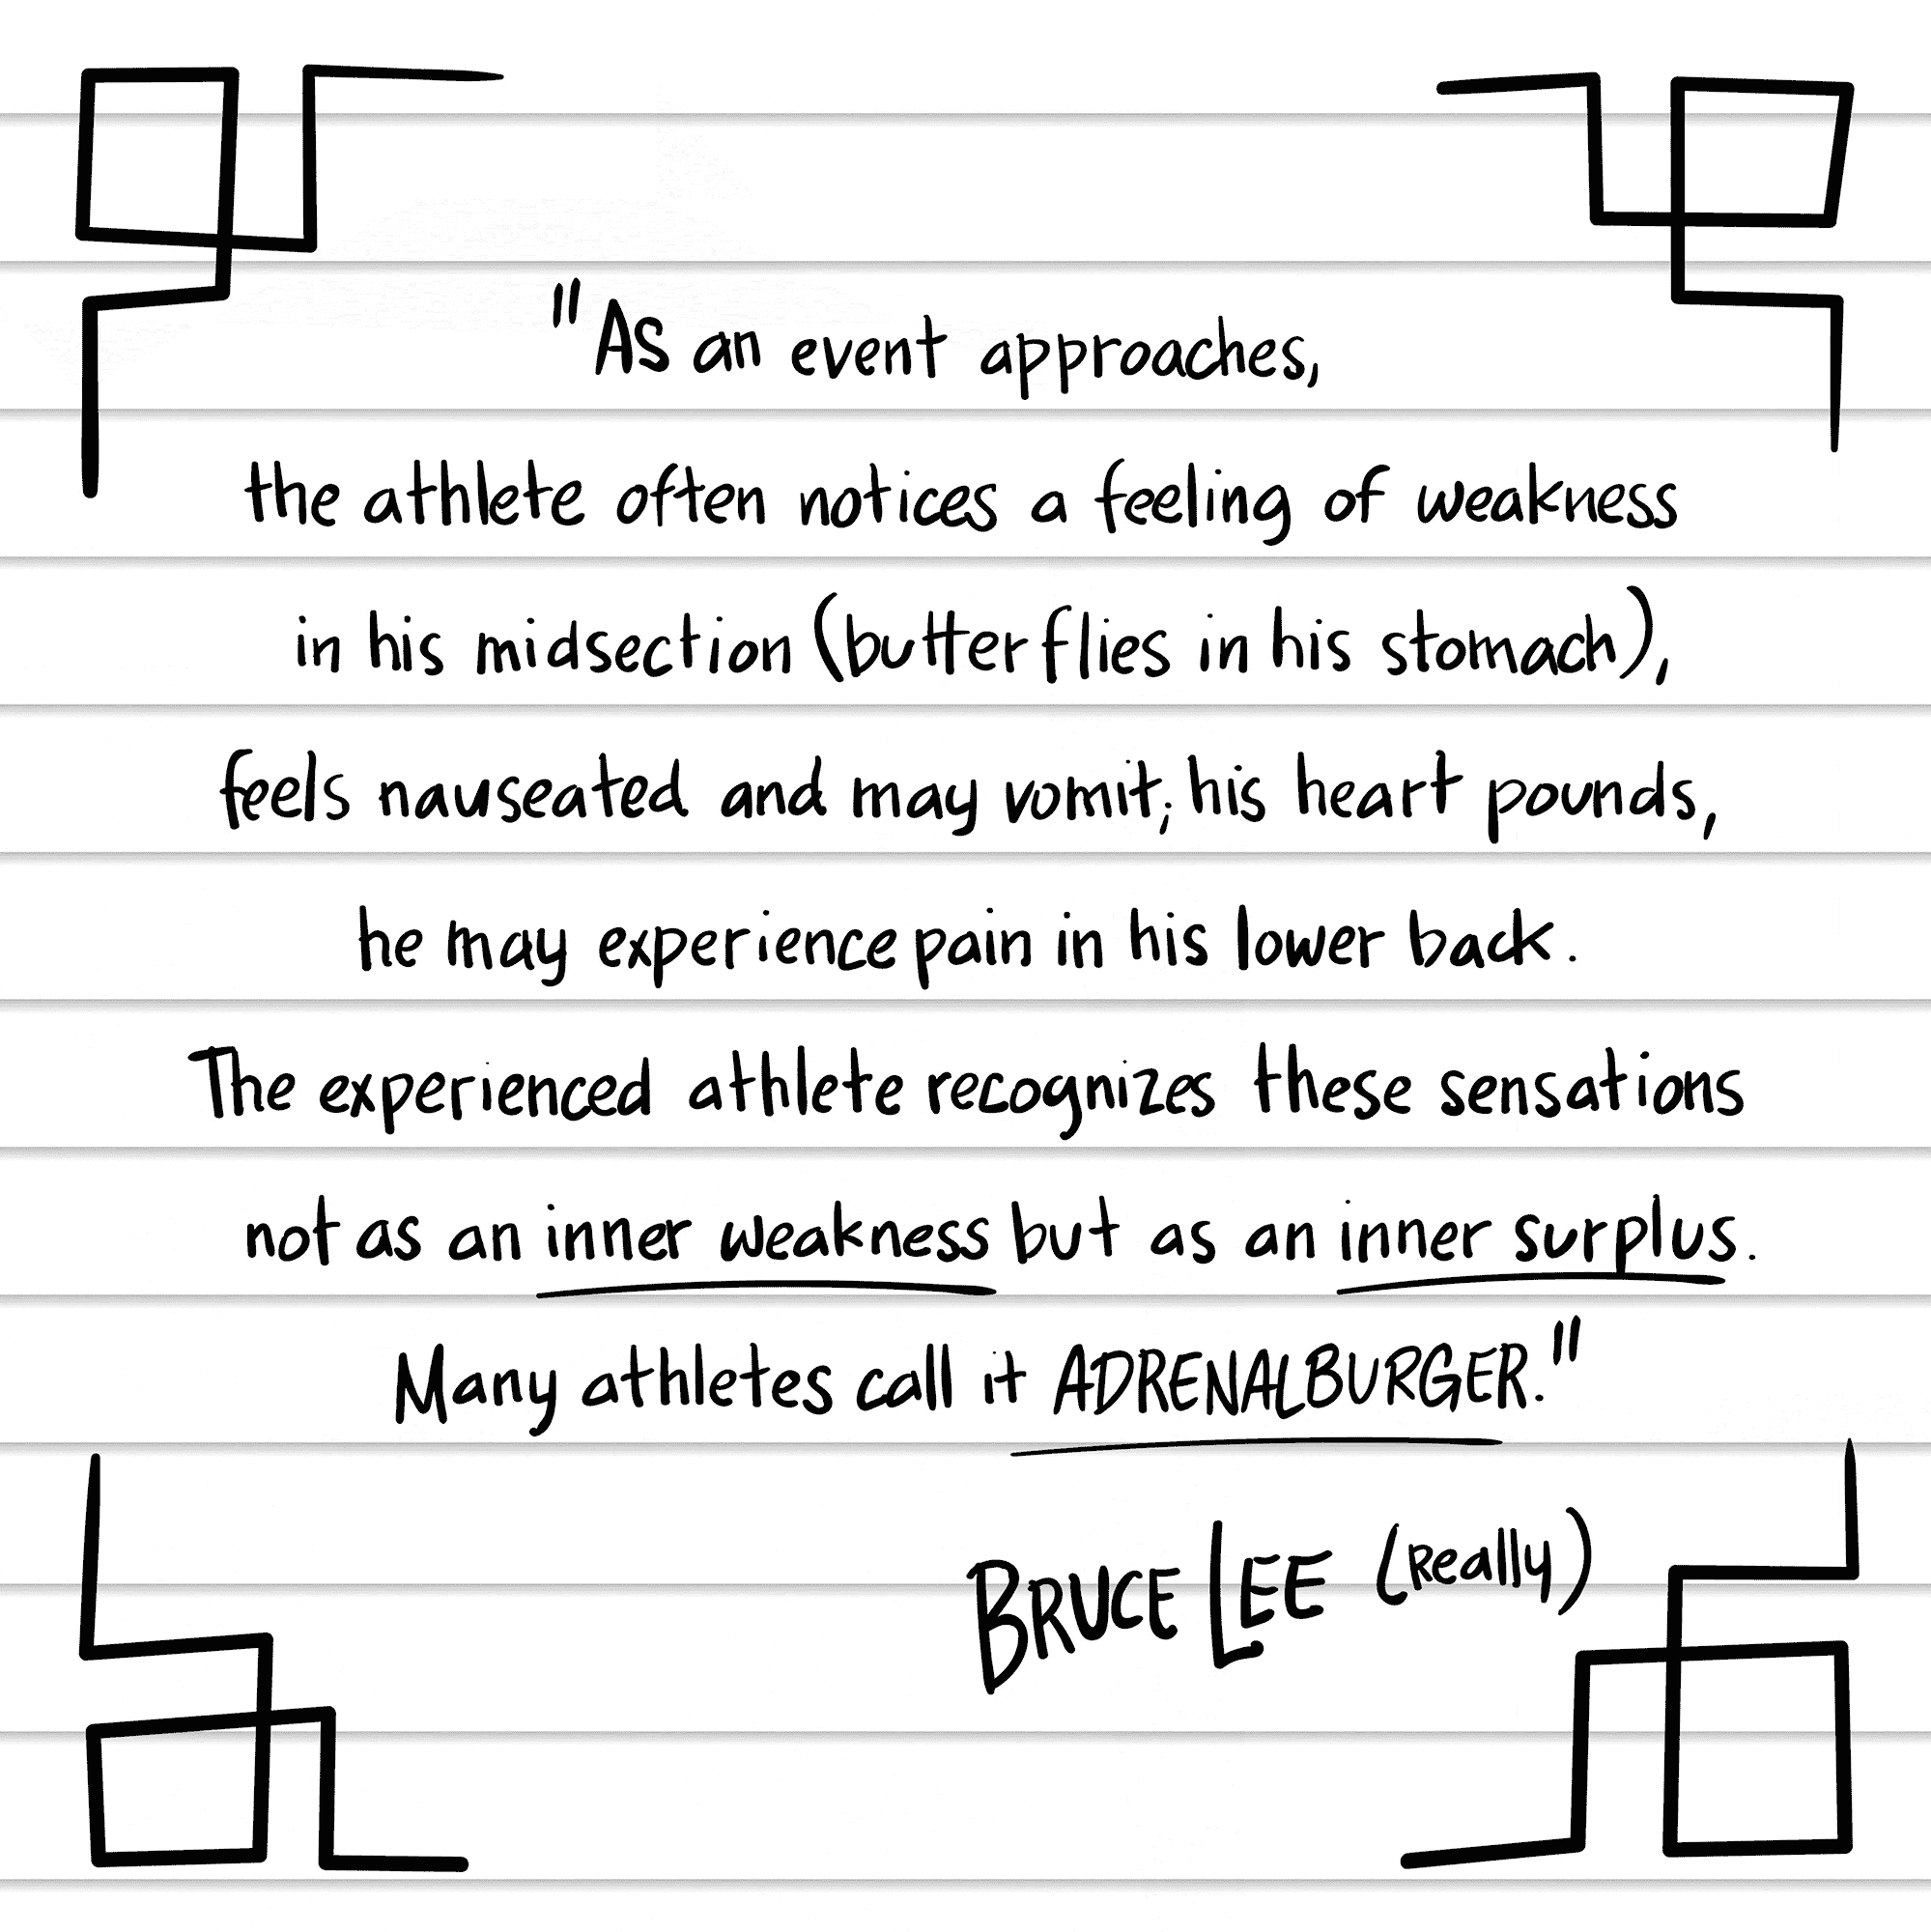 "As an event approaches,
the athlete often notices a feeling of weakness
in his midsection (butterflies in his stomach),
feels nauseated and may vomit; his heart pounds,
he may experience pain in his lower back.
The experienced athlete recognizes these sensations
not as an inner weakness but as an inner surplus.
Many athletes call it ADRENALBURGER."
BRUCE LEE (Really)